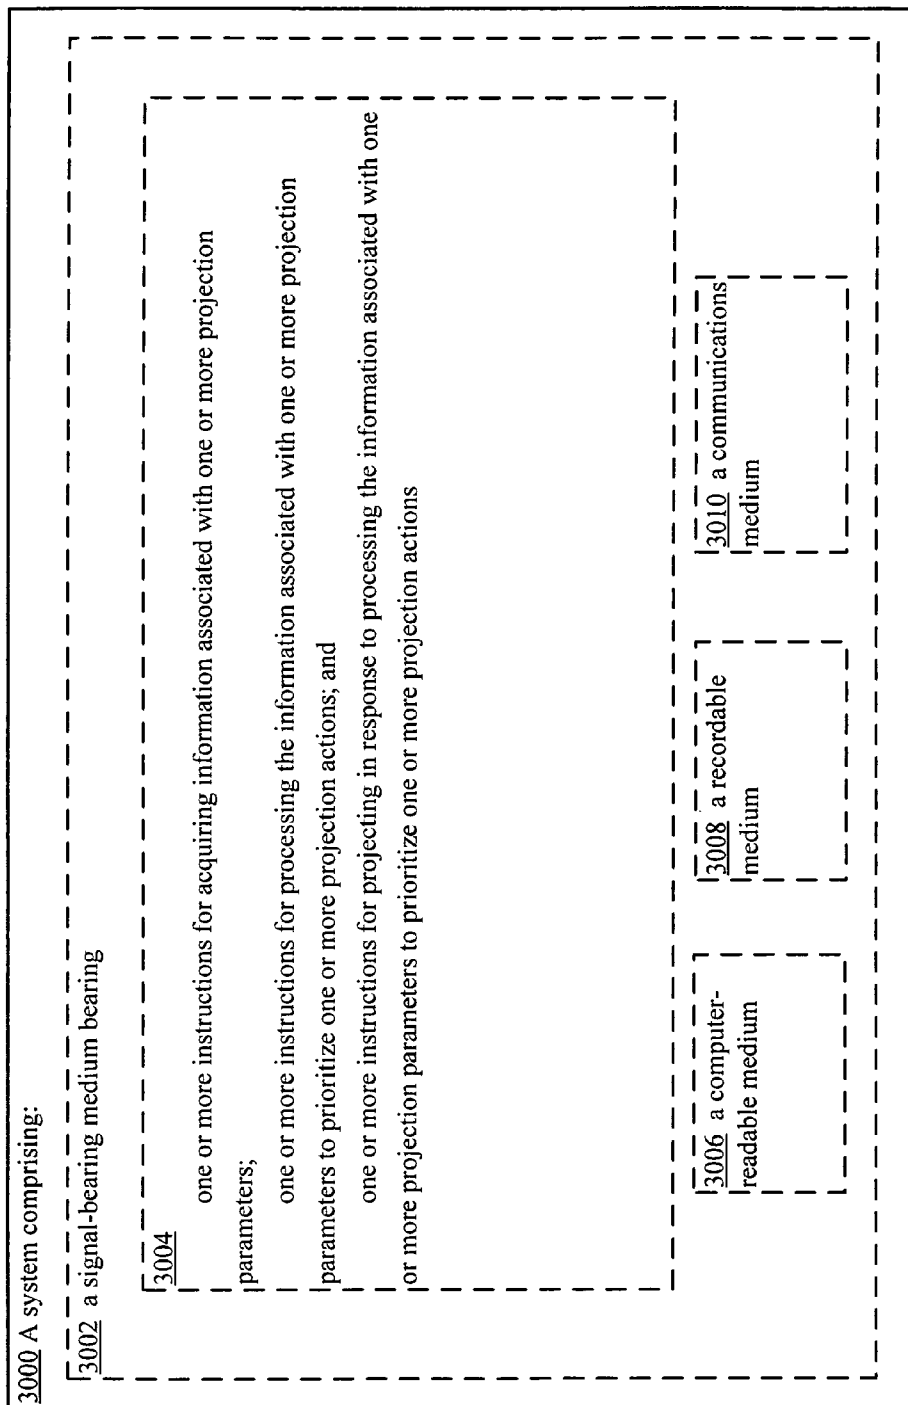 3000 A system comprising:
3002 a signal-bearing medium bearing
3004
one or more instructions for acquiring information associated with one or more projection
parameters;
one or more instructions for processing the information associated with one or more projection
parameters to prioritize one or more projection actions; and
one or more instructions for projecting in response to processing the information associated with one
or more projection parameters to prioritize one or more projection actions
3006 a computer-
readable medium
3008 a recordable
medium
3010 a communications
medium